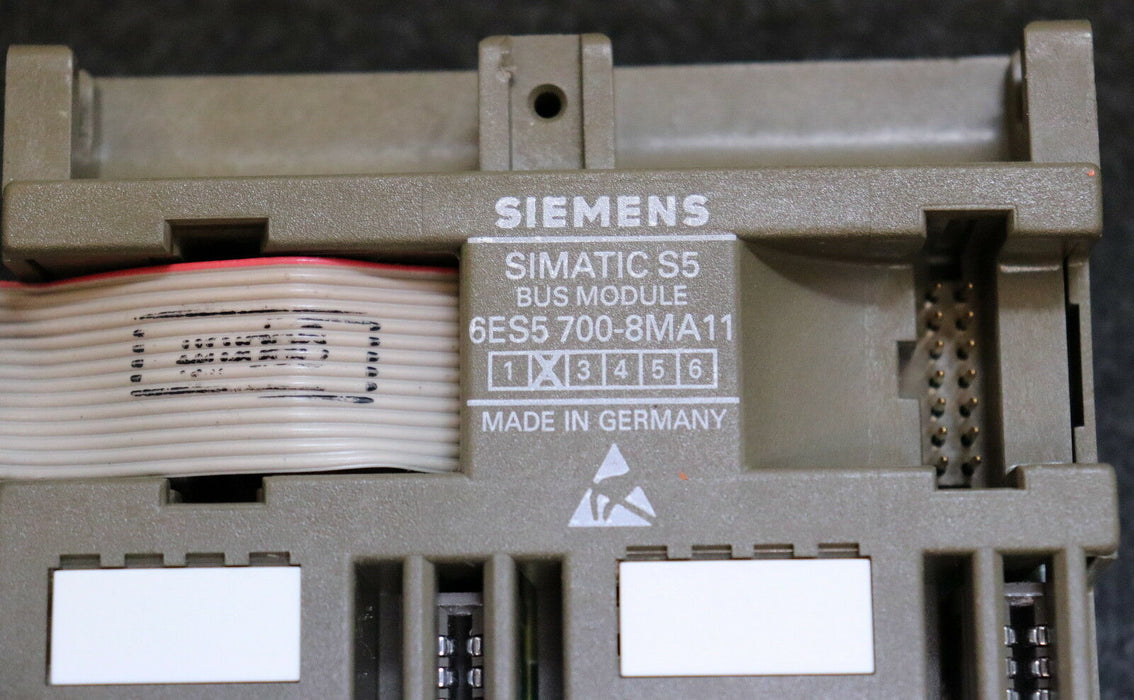 SIEMENS
SIMATIC S5
BUS MODULE
6ES5 700-8MA11
1 X 3 4 5 6
MADE IN GERMANY